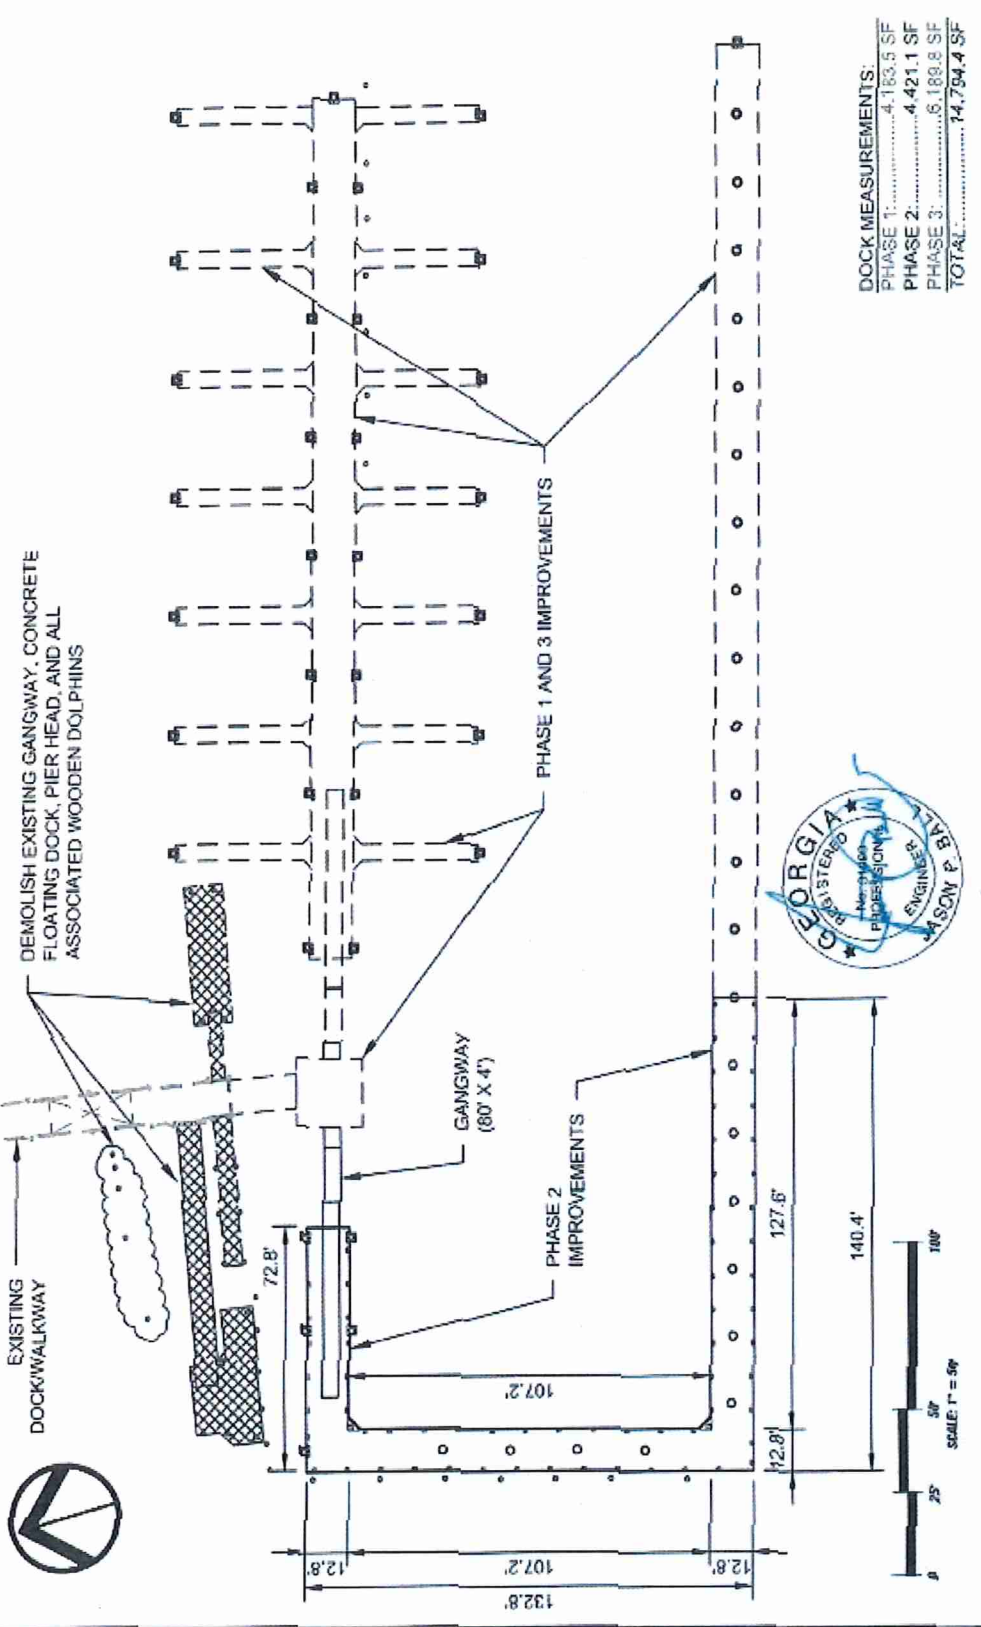 DEMOLISH EXISTING GANGWAY, CONCRETE
FLOATING DOCK, PIER HEAD, AND ALL
ASSOCIATED WOODEN DOLPHINS
EXISTING
DOCK/WALKWAY
72.8'
GANGWAY
(80' X 4')
PHASE 1 AND 3 IMPROVEMENTS
PHASE 2
IMPROVEMENTS
107.2'
127.6'
12.8'
140.4'
12.8'
107.2'
12.8'
132.8'
0'
25'
50'
100'
SCALE: 1" = 50'
GEORGIA
REGISTERED
PROFESSIONAL
ENGINEER
JASON P. BALL
DOCK MEASUREMENTS:
PHASE 1:................4,183.5 SF
PHASE 2:................4,421.1 SF
PHASE 3: ...............6,189.8 SF
TOTAL:................14,794.4 SF